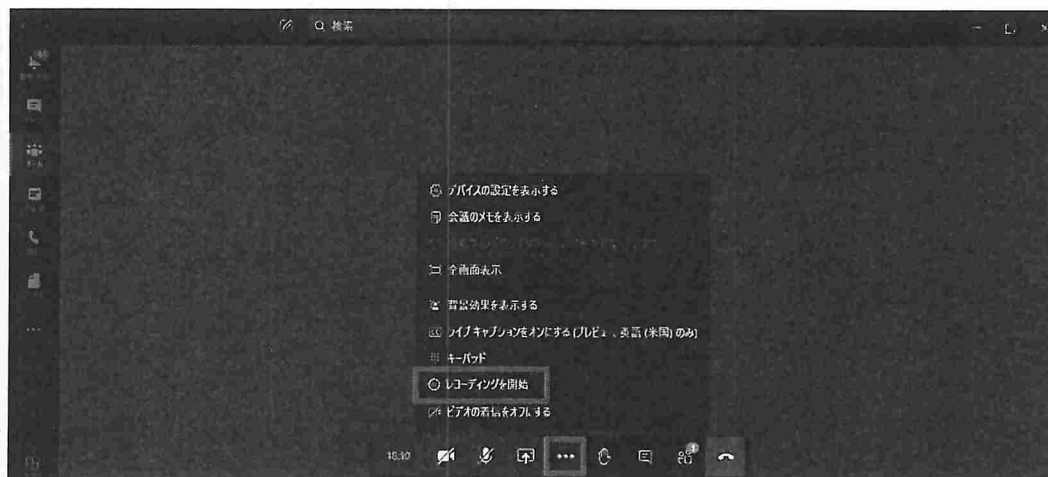 検索
デバイスの設定を表示する
会議のメモを表示する
全画面表示
背景効果を表示する
ライブ キャプションをオンにする (プレビュー、英語 (米国) のみ)
キーパッド
レコーディングを開始
ビデオの着信をオフにする
1